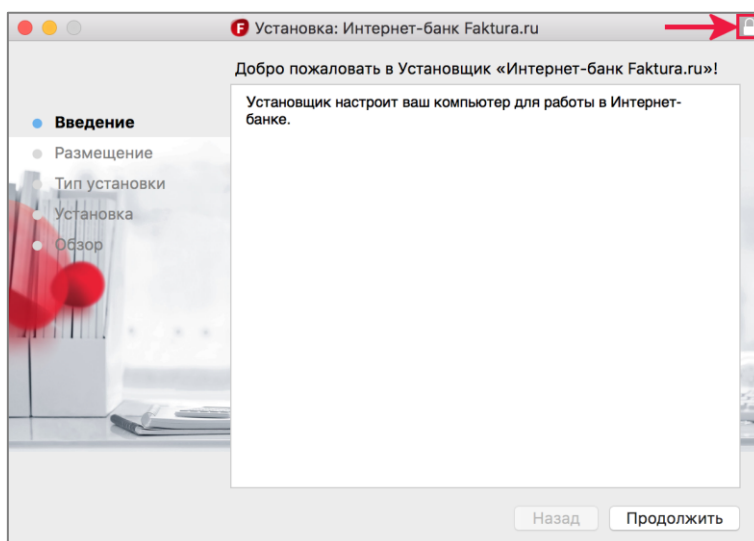 Установка: Интернет-банк Faktura.ru
Добро пожаловать в Установщик «Интернет-банк Faktura.ru»!
Введение
Размещение
Тип установки
Установка
Обзор
Установщик настроит ваш компьютер для работы в Интернет-
банке.
Назад
Продолжить